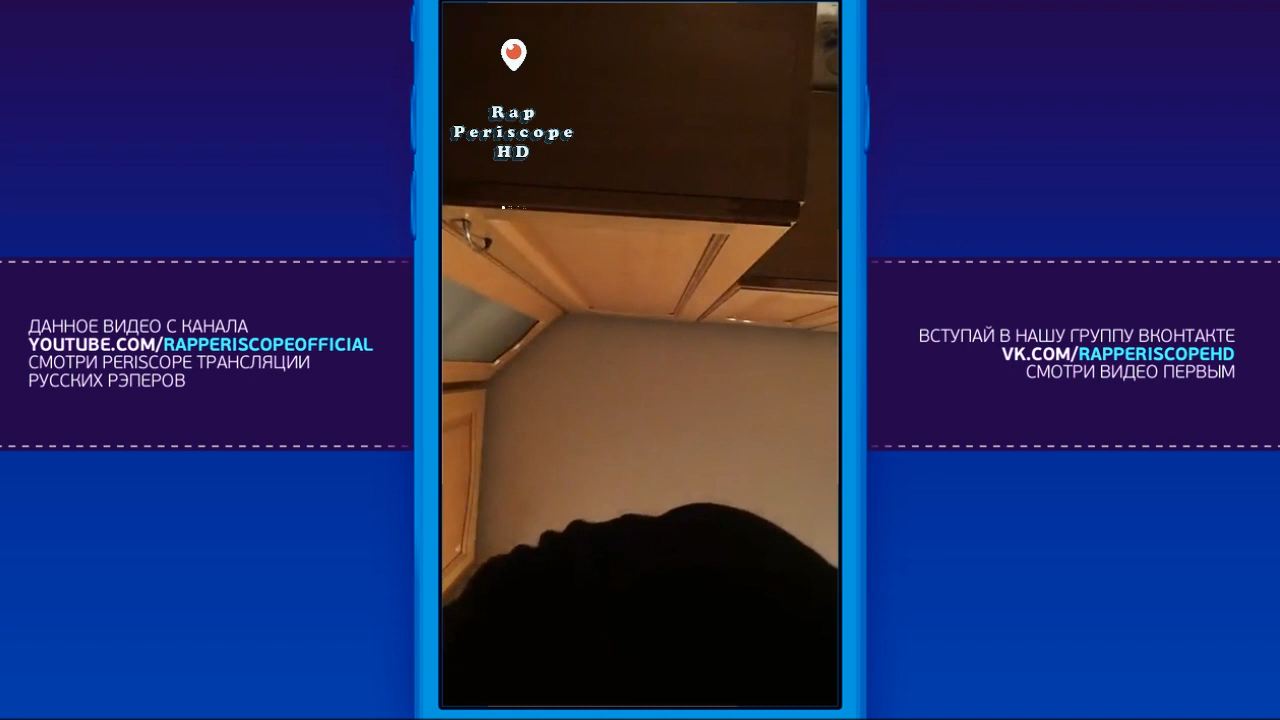 Rap
Periscope
HD
ДАННОЕ ВИДЕО С КАНАЛА
YOUTUBE.COM/RAPPERISCOPEOFFICIAL
СМОТРИ PERISCOPE ТРАНСЛЯЦИИ
РУССКИХ РЭПЕРОВ
ВСТУПАЙ В НАШУ ГРУППУ ВКОНТАКТЕ
VK.COM/RAPPERISCOPEHD
СМОТРИ ВИДЕО ПЕРВЫМ